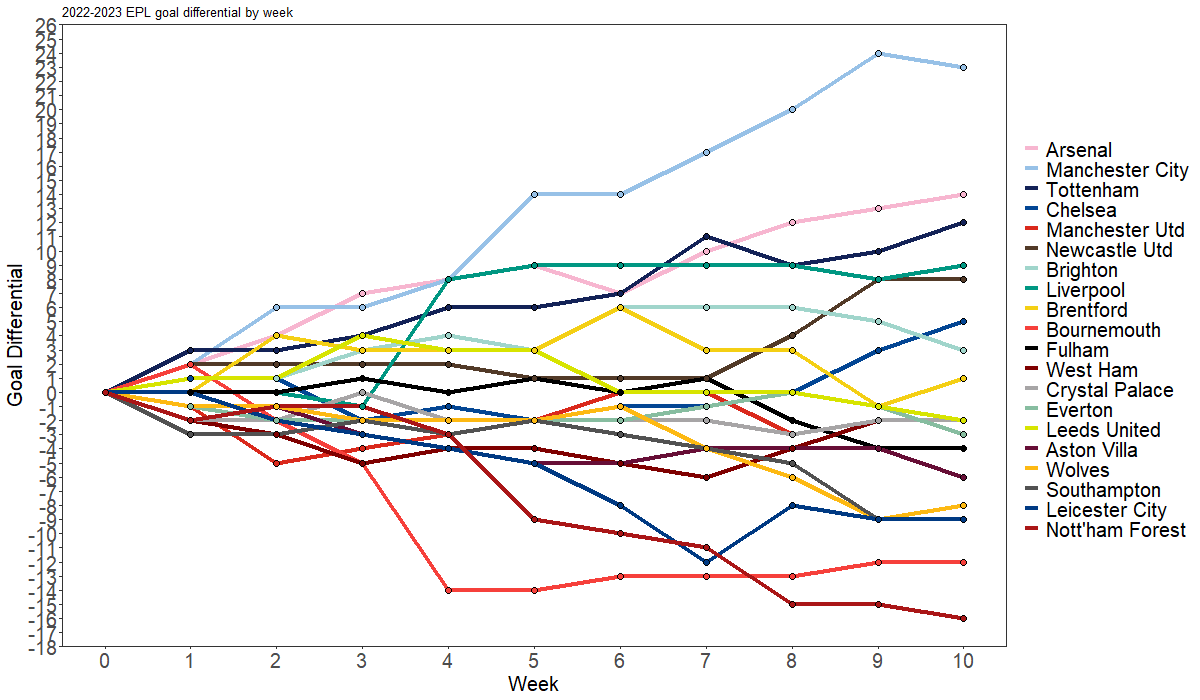 2022-2023 EPL goal differential by week
26
25
24
23
22
21
20
19
18
17
16
15
14
13
12
11
10
9
8
7
6
5
4
3
2
1
0
-1
-2
-3
-4
-5
-6
-7
-8
-9
-10
-11
-12
-13
-14
-15
-16
-17
-18
Goal Differential
0 1 2 3 4 5 6 7 8 9 10
Week
Arsenal
Manchester City
Tottenham
Chelsea
Manchester Utd
Newcastle Utd
Brighton
Liverpool
Brentford
Bournemouth
Fulham
West Ham
Crystal Palace
Everton
Leeds United
Aston Villa
Wolves
Southampton
Leicester City
Nott'ham Forest